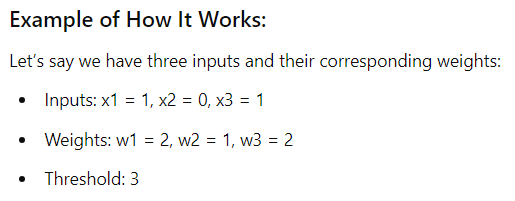 Example of How It Works:
Let’s say we have three inputs and their corresponding weights:
• Inputs: x1 = 1, x2 = 0, x3 = 1
• Weights: w1 = 2, w2 = 1, w3 = 2
• Threshold: 3